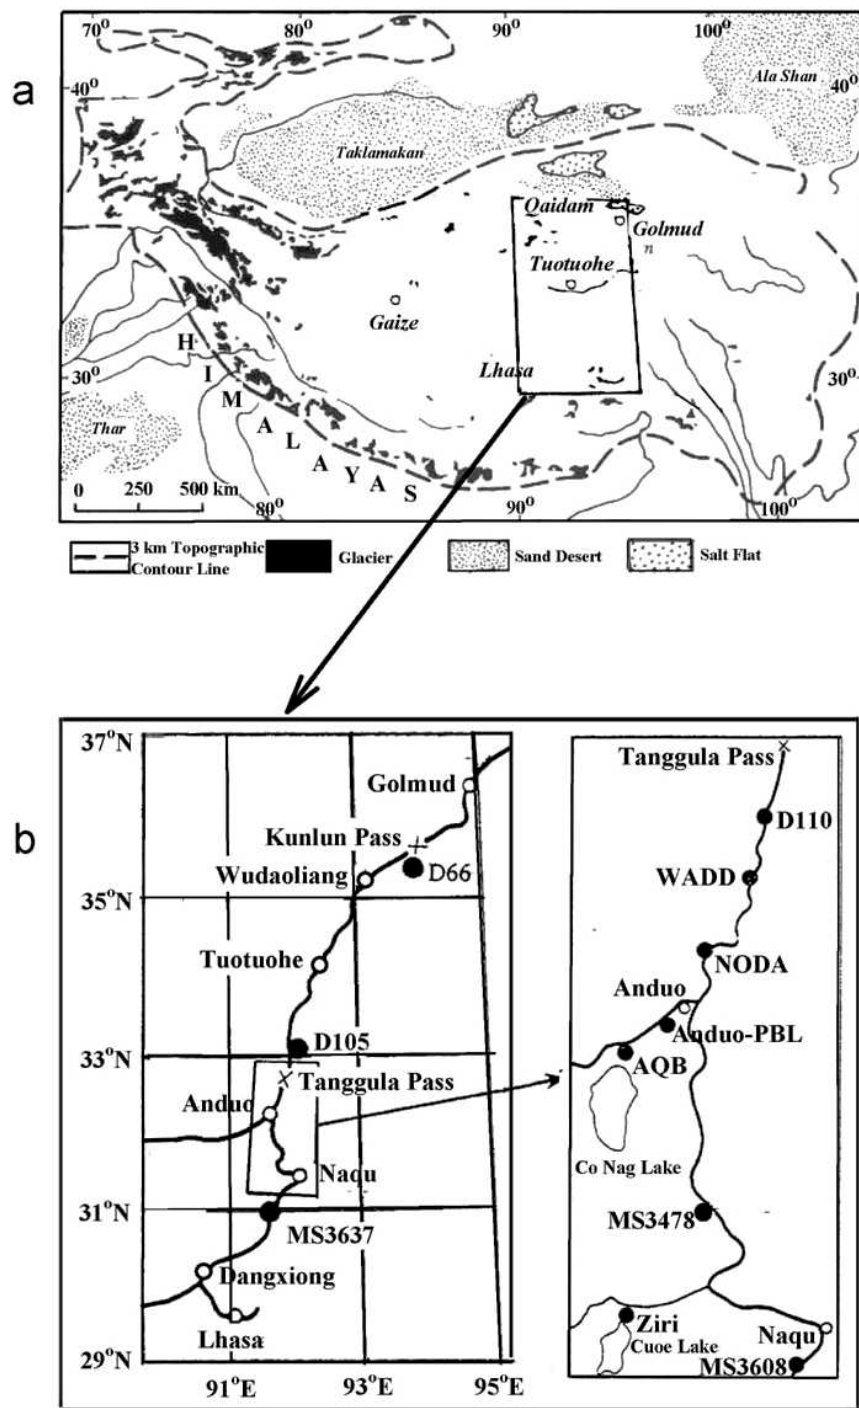 70° 80° 90° 100°
a
40° 40°
Ala Shan
Taklamakan
Qaidam
Golmud
n
Tuotuohe
Gaize
Lhasa
30° 30°
H I M A L A Y A S
Thar
0 250 500 km
80° 90° 100°
3 km Topographic
Contour Line
Glacier
Sand Desert
Salt Flat
b
37°N
Golmud
Kunlun Pass
Wudaoliang
D66
35°N
Tuotuohe
D105
33°N
Tanggula Pass
Anduo
Naqu
31°N
MS3637
Dangxiong
Lhasa
29°N
91°E 93°E 95°E
Tanggula Pass
D110
WADD
NODA
Anduo
Anduo-PBL
AQB
Co Nag Lake
MS3478
Ziri
Cuoe Lake
Naqu
MS3608